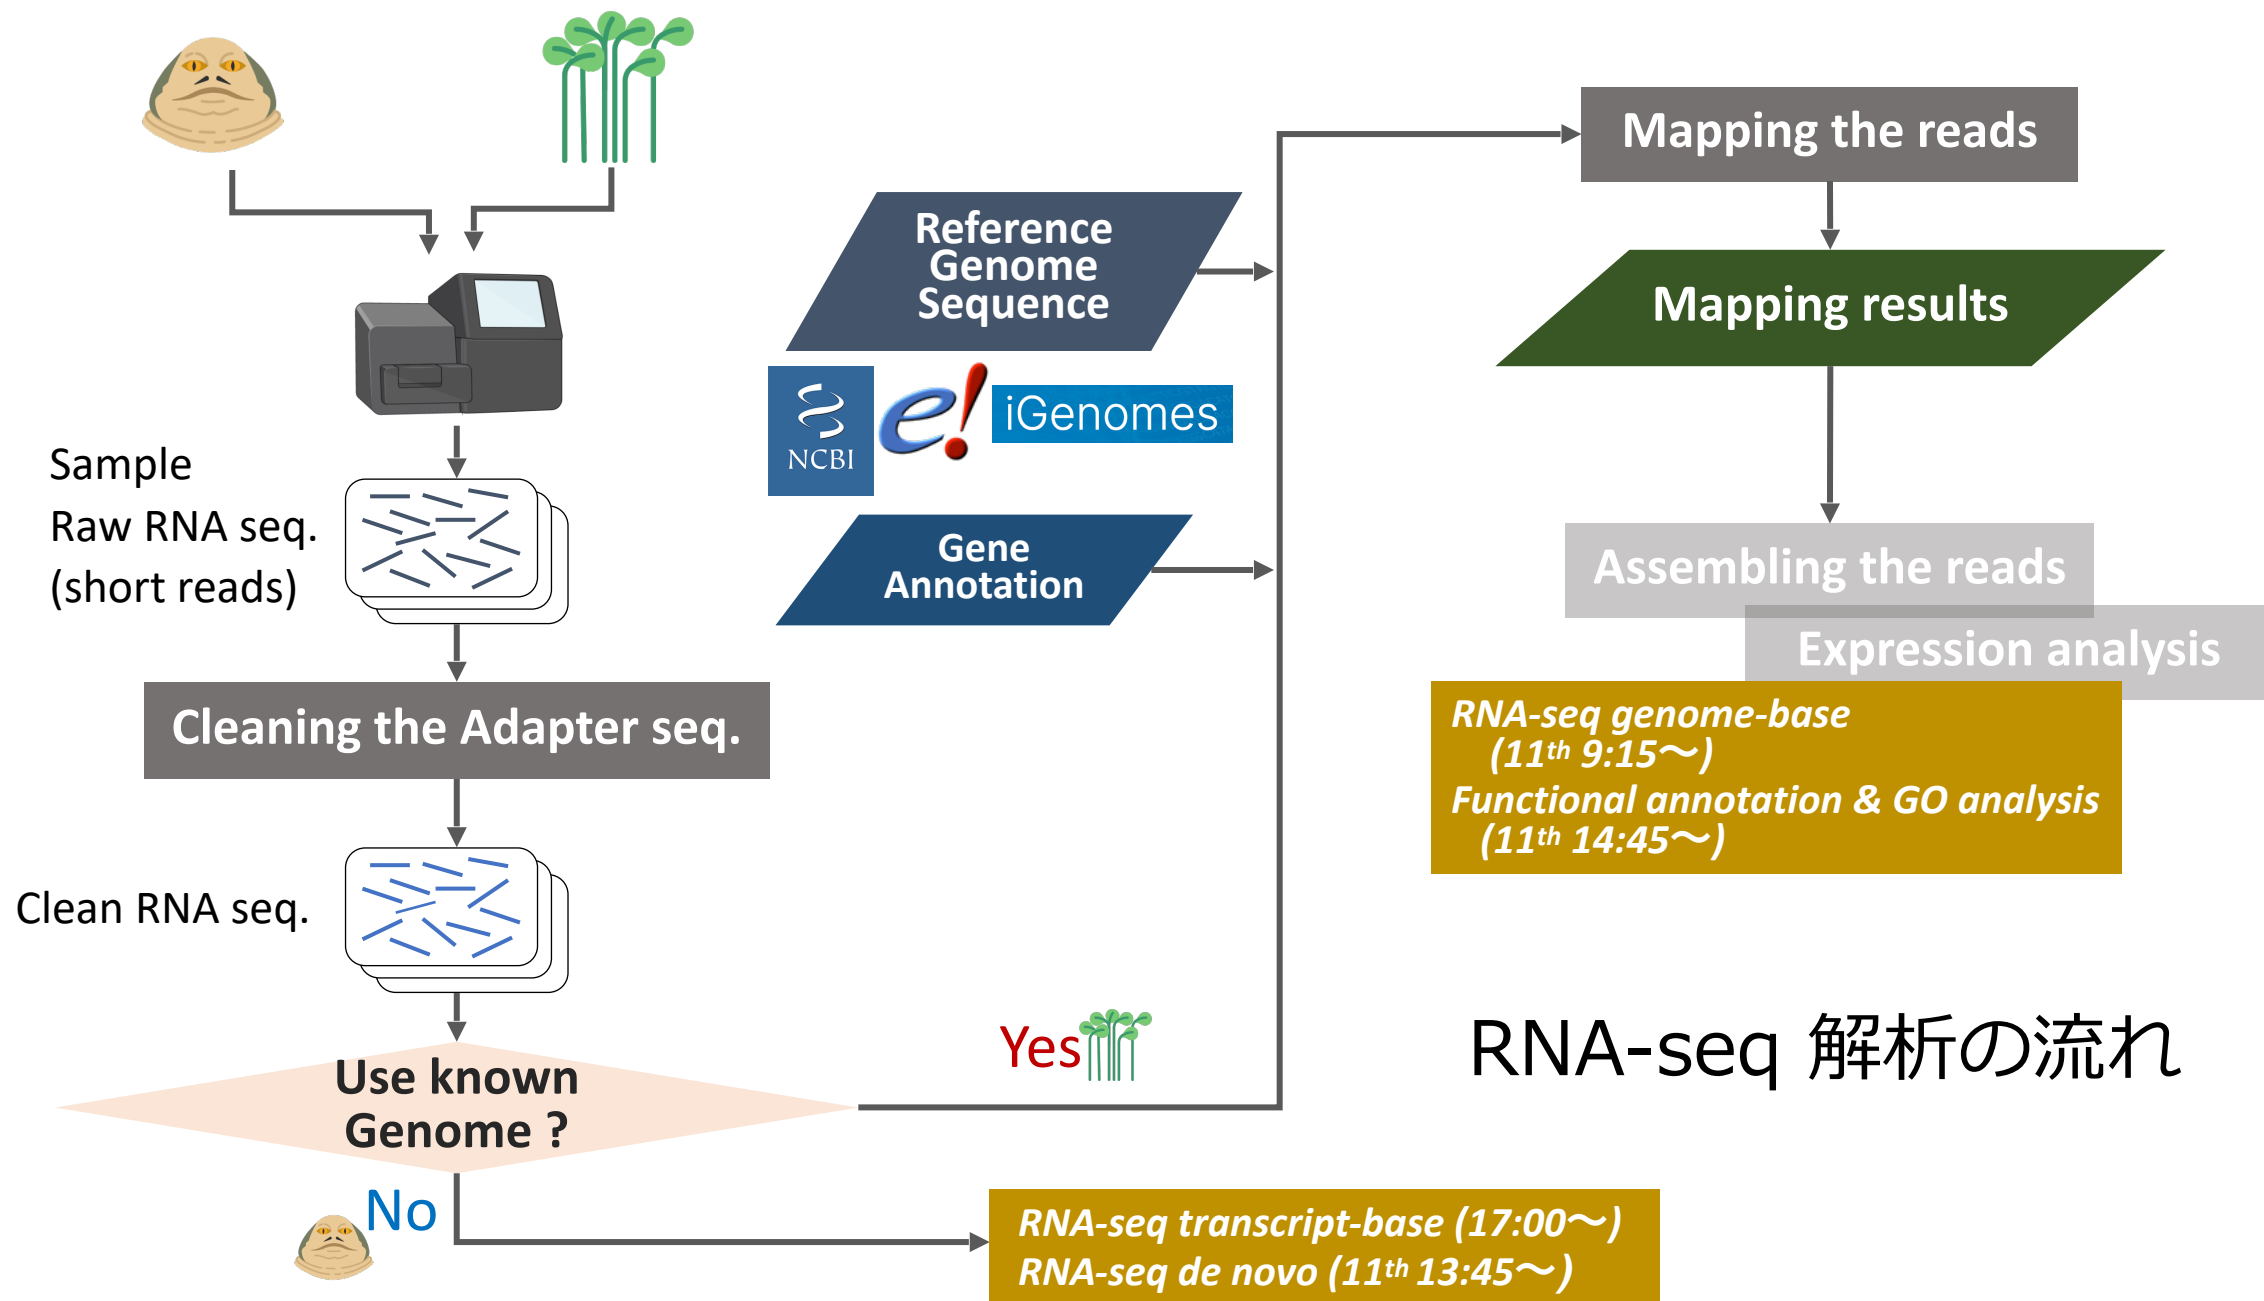 Sample
Raw RNA seq.
(short reads)
Cleaning the Adapter seq.
Clean RNA seq.
Use known
Genome ?
Yes
No
Reference
Genome
Sequence
NCBI
e!
iGenomes
Gene
Annotation
Mapping the reads
Mapping results
Assembling the reads
Expression analysis
RNA-seq genome-base
(11th 9:15～)
Functional annotation & GO analysis
(11th 14:45～)
RNA-seq 解析の流れ
RNA-seq transcript-base (17:00～)
RNA-seq de novo (11th 13:45～)